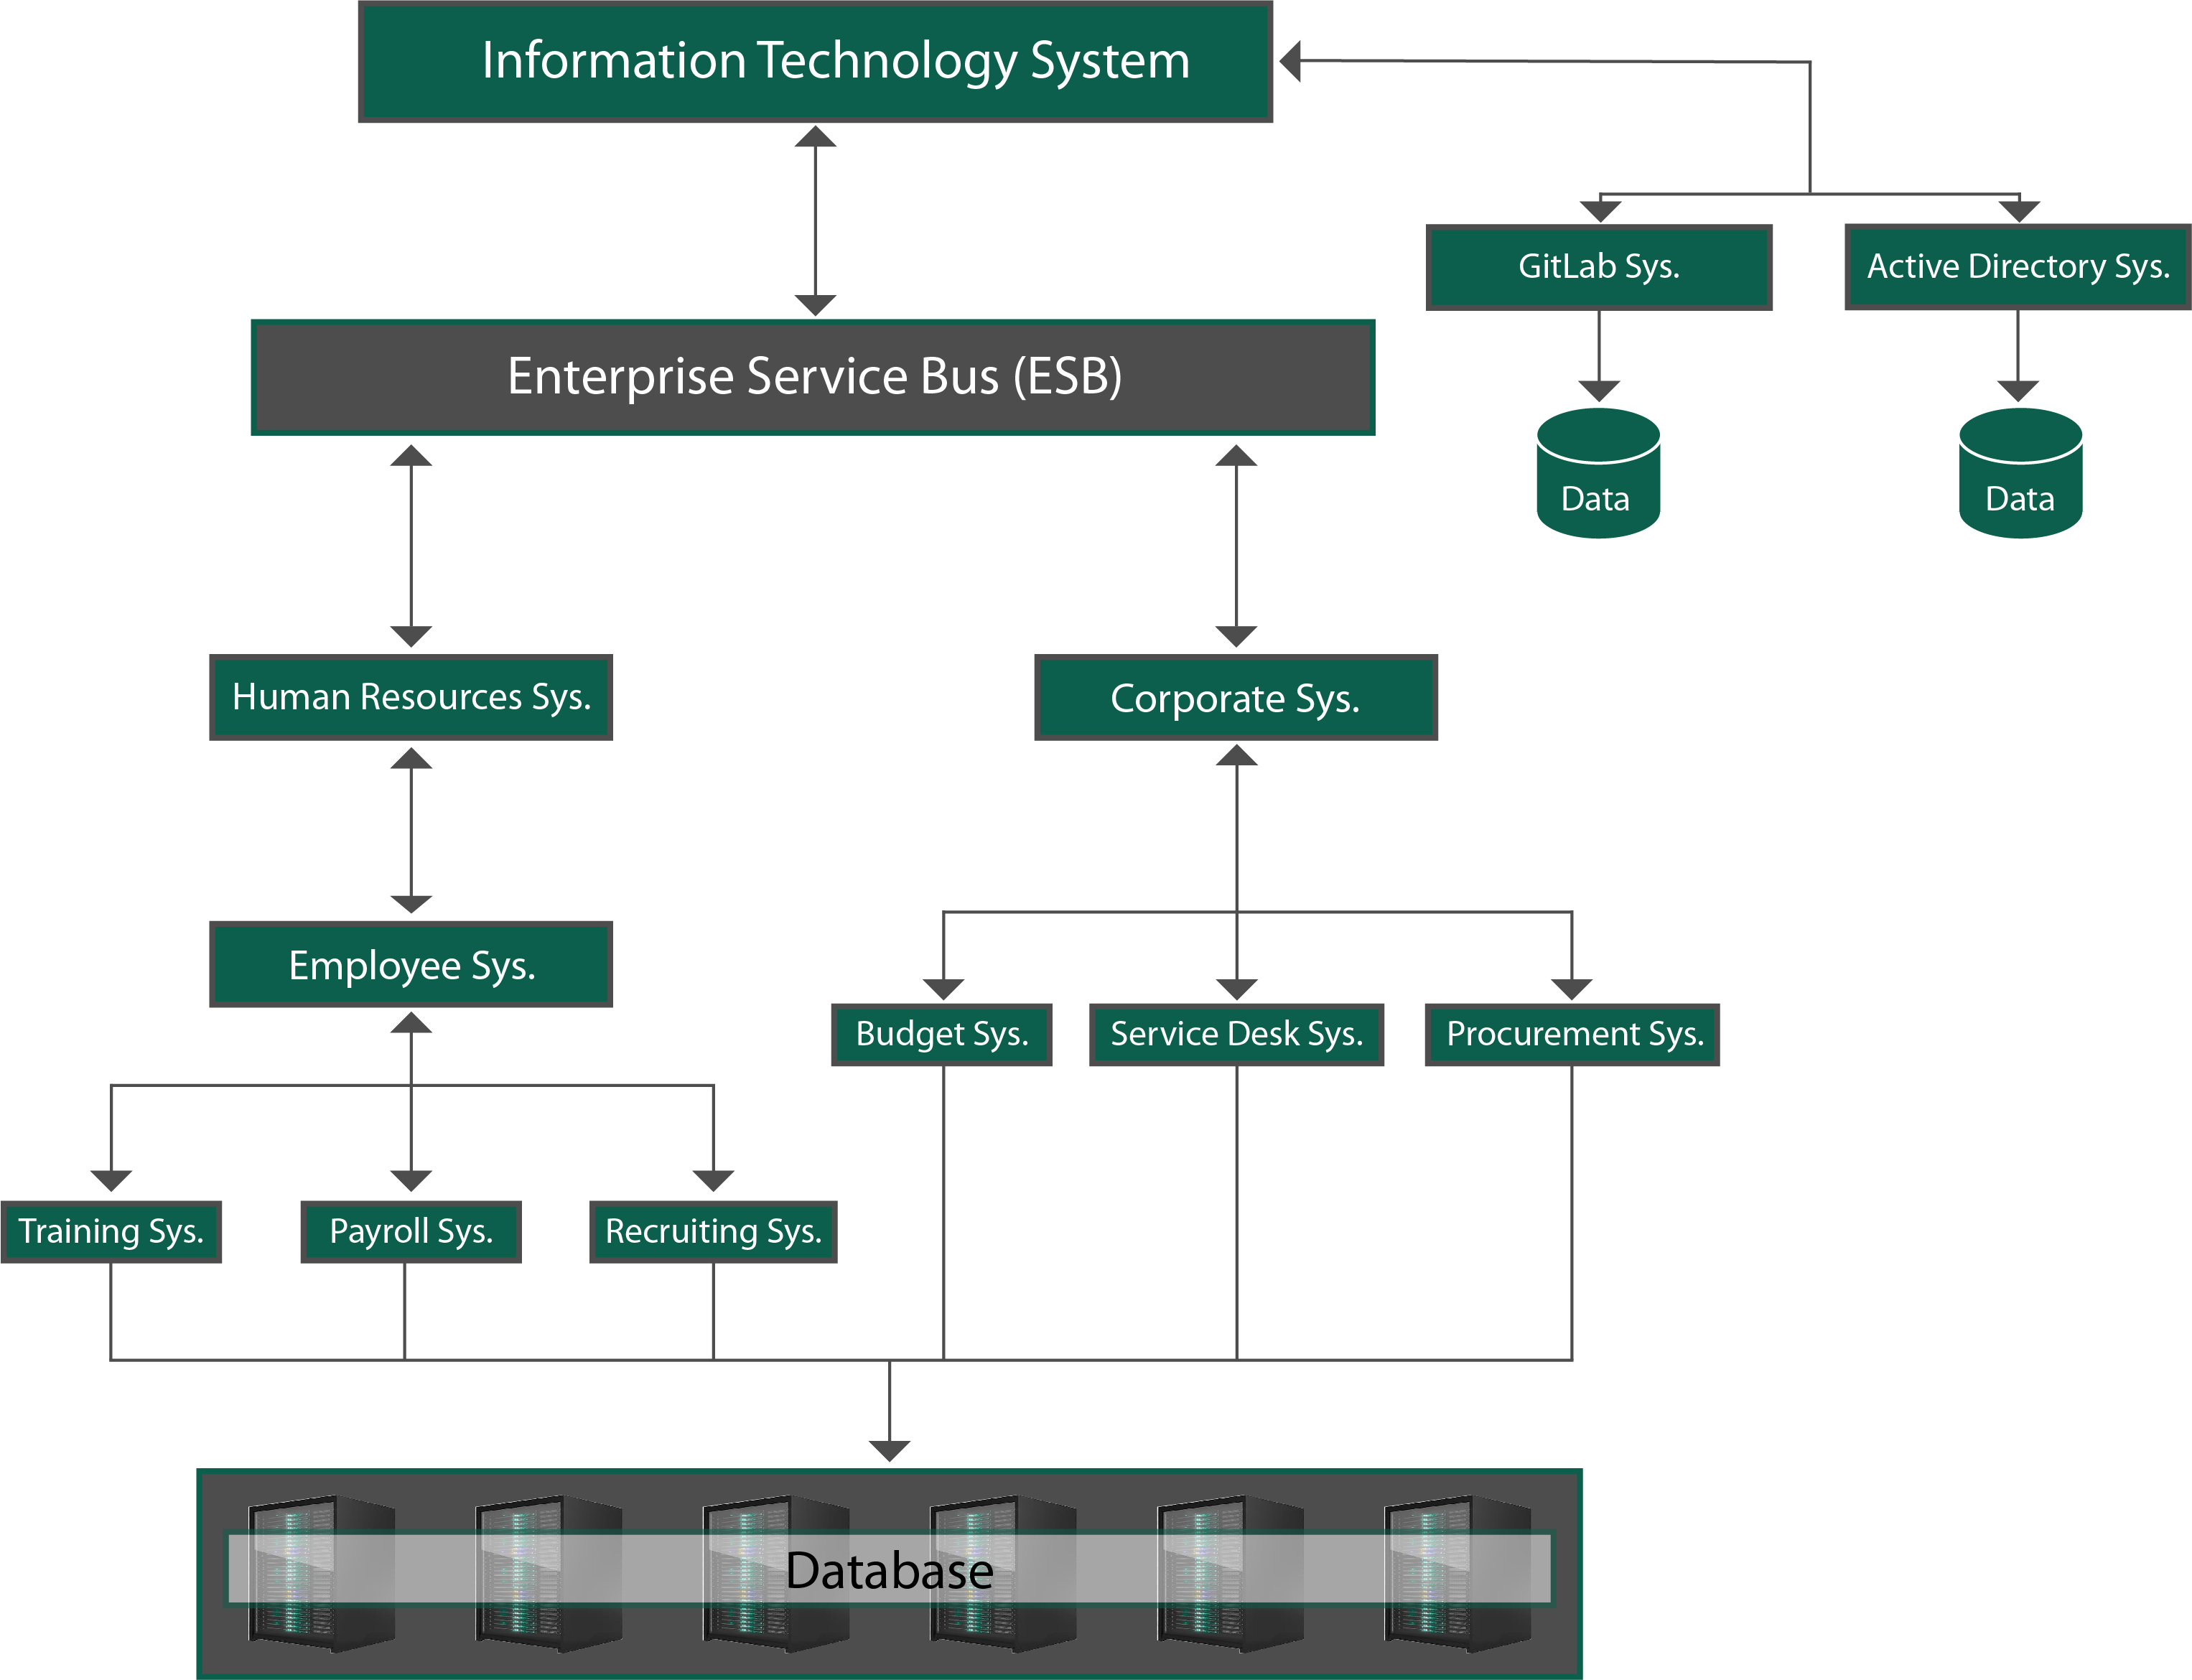 Information Technology System
GitLab Sys.
Active Directory Sys.
Enterprise Service Bus (ESB)
Data
Data
Human Resources Sys.
Corporate Sys.
Employee Sys.
Budget Sys.
Service Desk Sys.
Procurement Sys.
Training Sys.
Payroll Sys.
Recruiting Sys.
Database